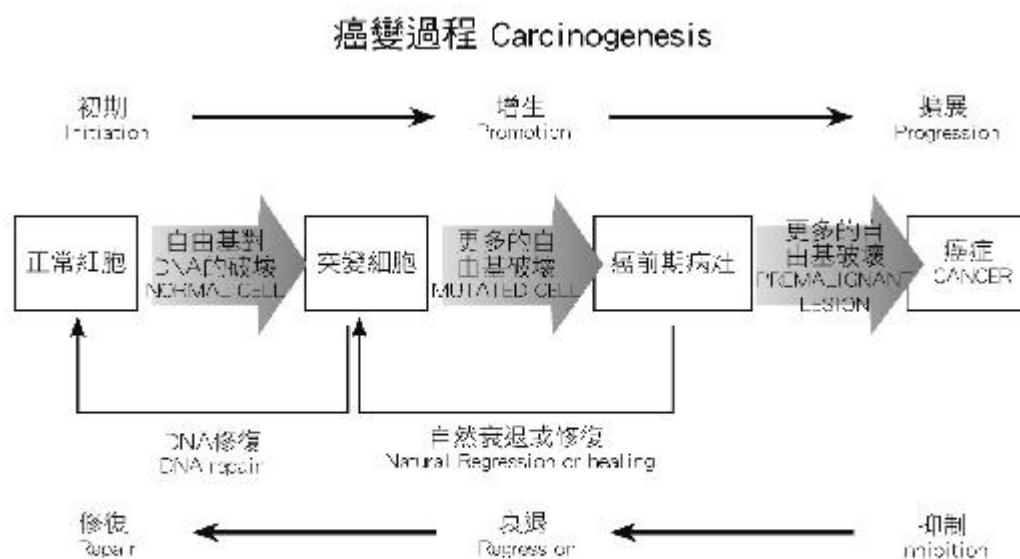 癌變過程 Carcinogenesis
初期
Initiation
增生
Promotion
擴展
Progression
正常紅胞
自由基對
DNA的破壞
NORMAL CELL
突變細胞
更多的自
由基破壞
MUTATED CELL
癌前期病灶
更多的自
由基破壞
PREMALIGNANT
LESION
癌症
CANCER
DNA修復
DNA repair
自然衰退或修復
Natural Regression or healing
修復
Repair
衰退
Regression
抑制